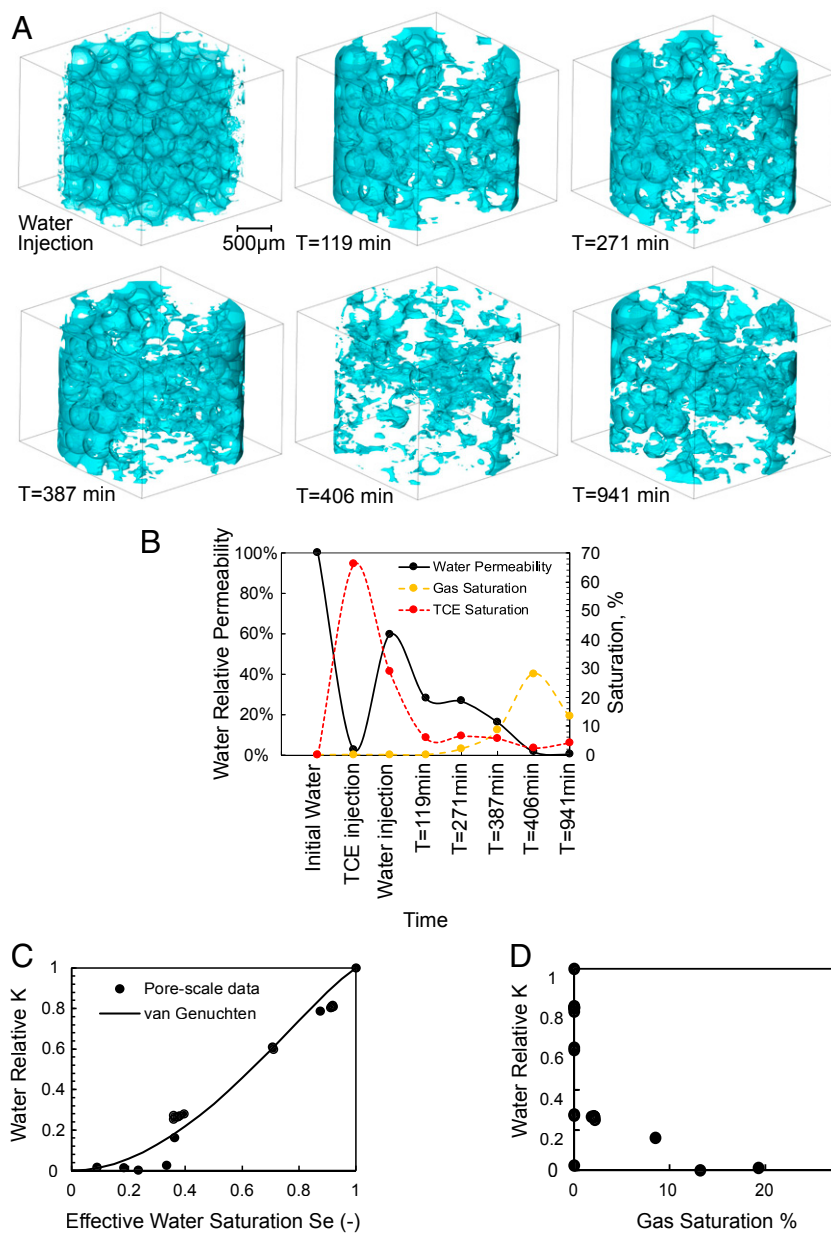 A
Water
Injection
500µm
T=119 min
T=271 min
T=387 min
T=406 min
T=941 min
B
Water Relative Permeability
100%
80%
60%
40%
20%
0%
Water Permeability
Gas Saturation
TCE Saturation
70
60
50
40
30
20
10
0
Saturation, %
Initial Water
TCE injection
Water injection
T=119min
T=271min
T=387min
T=406min
T=941min
Time
C
Water Relative K
1
0.8
0.6
0.4
0.2
0
Pore-scale data
van Genuchten
0 0.2 0.4 0.6 0.8 1
Effective Water Saturation Se (-)
D
Water Relative K
1
0.8
0.6
0.4
0.2
0
0 10 20
Gas Saturation %